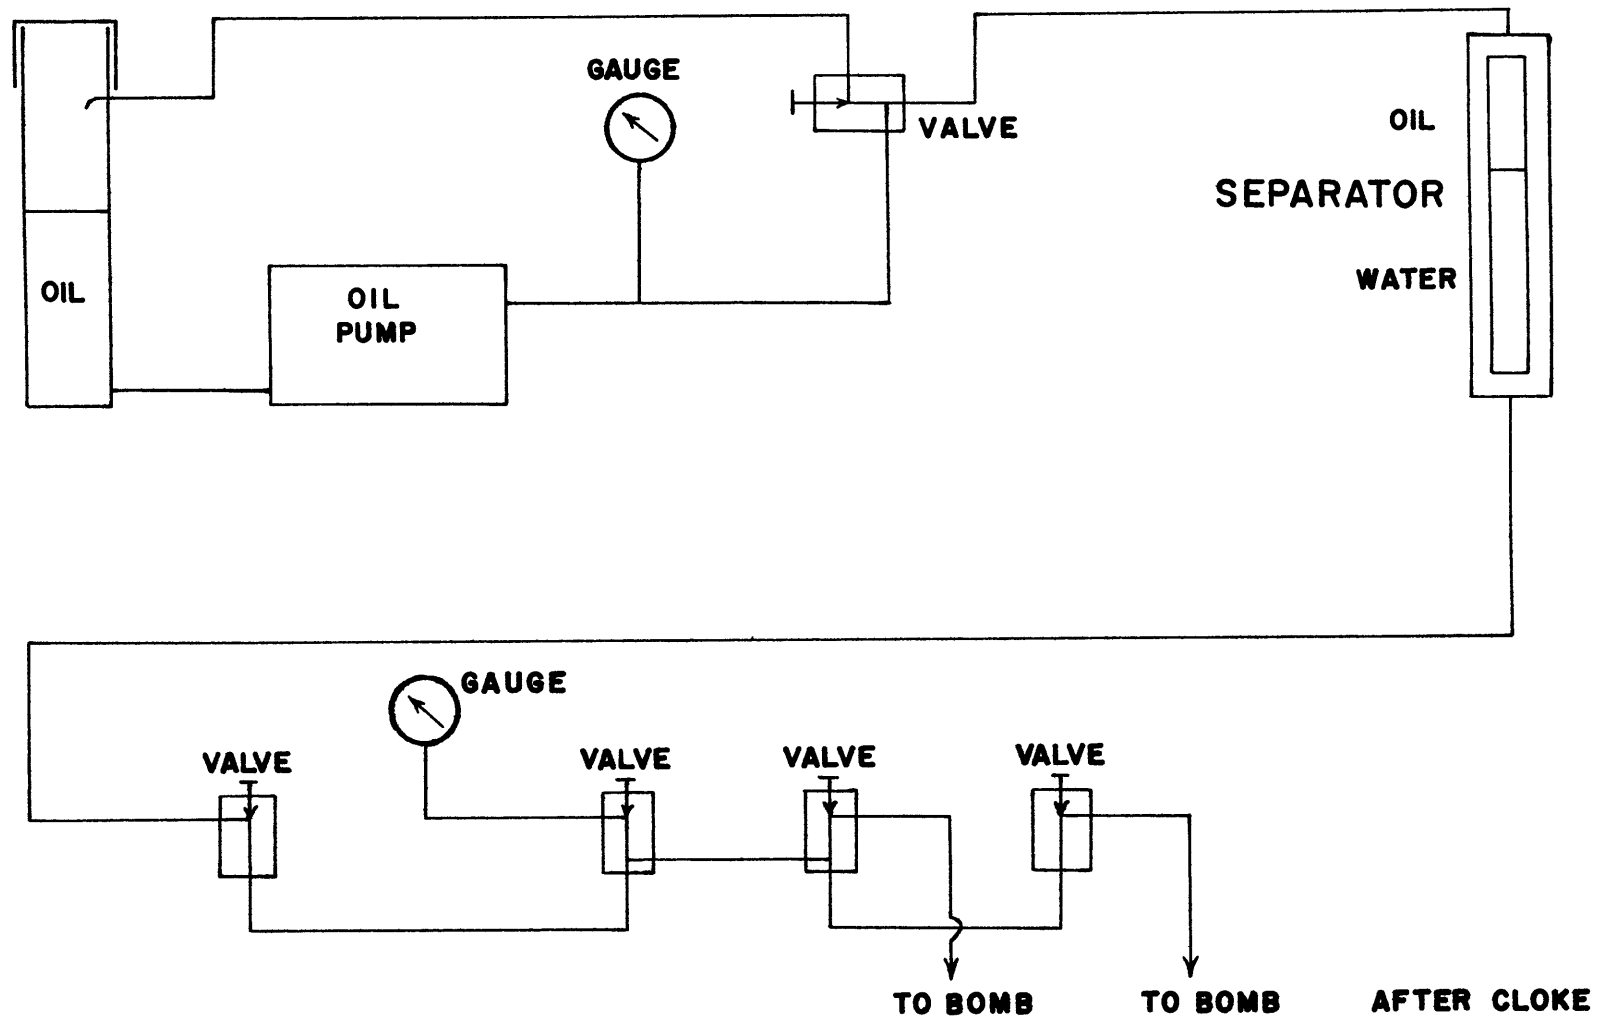 GAUGE
VALVE
OIL
SEPARATOR
WATER
OIL
OIL
PUMP
GAUGE
VALVE
VALVE
VALVE
VALVE
TO BOMB
TO BOMB
AFTER CLOKE